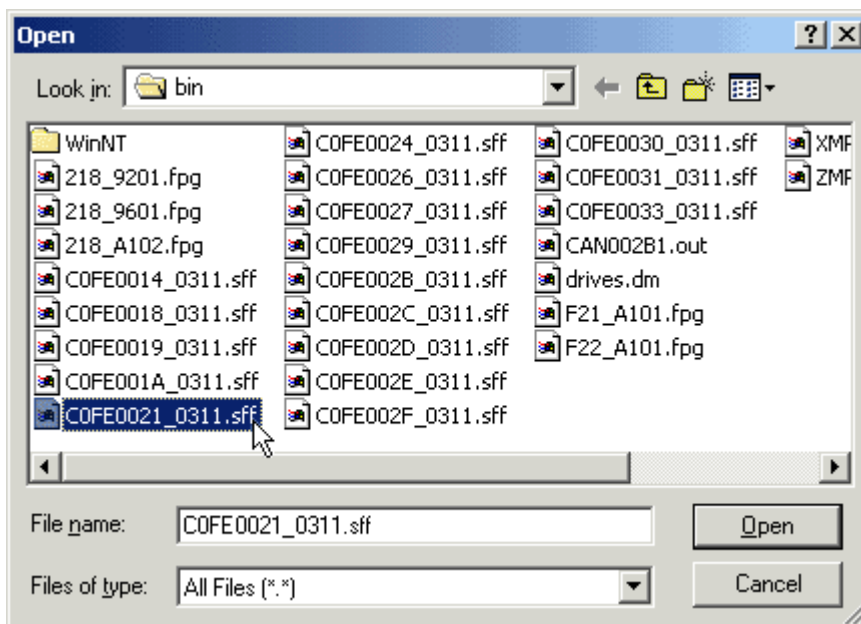 Open
Look in: bin
WinNT
218_9201.fpg
218_9601.fpg
218_A102.fpg
C0FE0014_0311.sff
C0FE0018_0311.sff
C0FE0019_0311.sff
C0FE001A_0311.sff
C0FE0021_0311.sff
C0FE0024_0311.sff
C0FE0026_0311.sff
C0FE0027_0311.sff
C0FE0029_0311.sff
C0FE002B_0311.sff
C0FE002C_0311.sff
C0FE002D_0311.sff
C0FE002E_0311.sff
C0FE002F_0311.sff
C0FE0030_0311.sff
C0FE0031_0311.sff
C0FE0033_0311.sff
CAN002B1.out
drives.dm
F21_A101.fpg
F22_A101.fpg
File name: C0FE0021_0311.sff Open
Files of type: All Files (*.*) Cancel